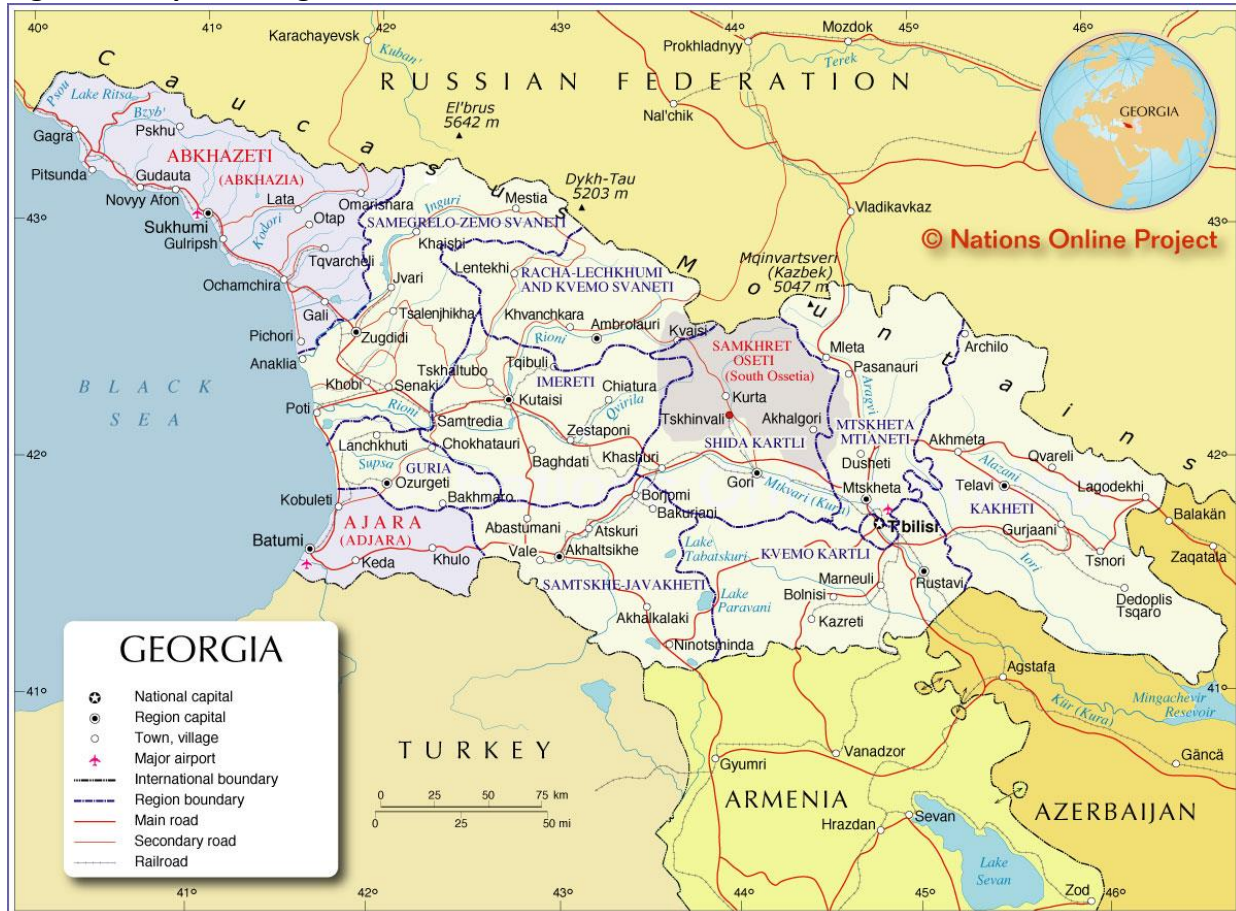 40°
41°
42°
43°
44°
45°
46°
Karachayevsk
Kuban'
Prokhladnyy
Mozdok
Terek
RUSSIAN FEDERATION
Nal'chik
El'brus
5642 m
Dykh-Tau
5203 m
Caucasus Mountains
GEORGIA
Psou
Lake Ritsa
Bzyb'
Gagra
Pskhu
Pitsunda
ABKHAZETI
(ABKHAZIA)
Gudauta
Novyy Afon
Lata
Omarishara
43°
Sukhumi
Kodori
Otap
Gulripsh
Tqvarcheli
Ochamchira
Gali
Pichori
Anaklia
Inguri
Mestia
SAMEGRELO-ZEMO SVANETI
Khaishi
Lentekhi
Jvari
RACHA-LECHKHUMI
AND KVEMO SVANETI
Tsalenjhikha
Khvanchkara
Zugdidi
Rioni
Ambrolauri
Kvaisi
Vladikavkaz
43°
© Nations Online Project
Mqinvartsveri
(Kazbek)
5047 m
SAMKHRET
OSETI
(South Ossetia)
Mleta
Pasanauri
Archilo
Aragvi
Kurta
Tskhinvali
Akhalgori
BLACK
SEA
Khobi
Senaki
Tskhaltubo
Tqibuli
IMERETI
Chiatura
Kutaisi
Qvirila
Poti
Rioni
Samtredia
Zestaponi
Lanchkhuti
Chokhatauri
42°
Supsa
GURIA
Baghdati
Khashuri
Ozurgeti
Kobuleti
Bakhmaro
Borjomi
Bakuriani
SHIDA KARTLI
MTSKHETA
MTIANETI
Akhmeta
Dusheti
Gori
Mtkvari (Kura)
Mtskheta
Alazani
Qvareli
42°
Telavi
Lagodekhi
KAKHETI
Tbilisi
Gurjaani
Balakän
Zaqatala
AJARA
(ADJARA)
Abastumani
Atskuri
Batumi
Vale
Akhaltsikhe
Keda
Khulo
Lake
Tabatskuri
KVEMO KARTLI
Iori
Tsnori
SAMTSKHE-JAVAKHETI
Marneuli
Rustavi
Lake
Paravani
Bolnisi
Dedoplis
Tsqaro
Akhalkalaki
Kazreti
Ninotsminda
Agstafa
41°
Mingachevir
Resevoir
Kür (Kura)
Gäncä
41°
TURKEY
Gyumri
Vanadzor
ARMENIA
AZERBAIJAN
Hrazdan
Sevan
Lake
Sevan
Zod
GEORGIA
National capital
Region capital
Town, village
Major airport
International boundary
Region boundary
Main road
Secondary road
Railroad
0 25 50 75 km
0 25 50 mi
41°
42°
43°
44°
45°
46°